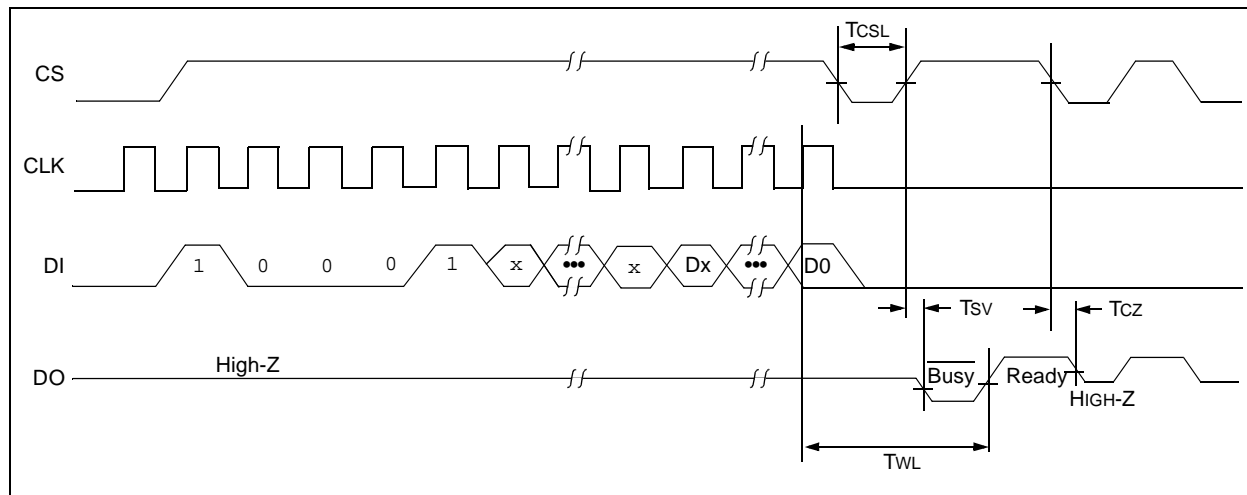 TCSL
CS
CLK
DI 1 0 0 0 1 x ••• x Dx ••• D0
TSV TCZ
DO High-Z Busy Ready HIGH-Z
TWL